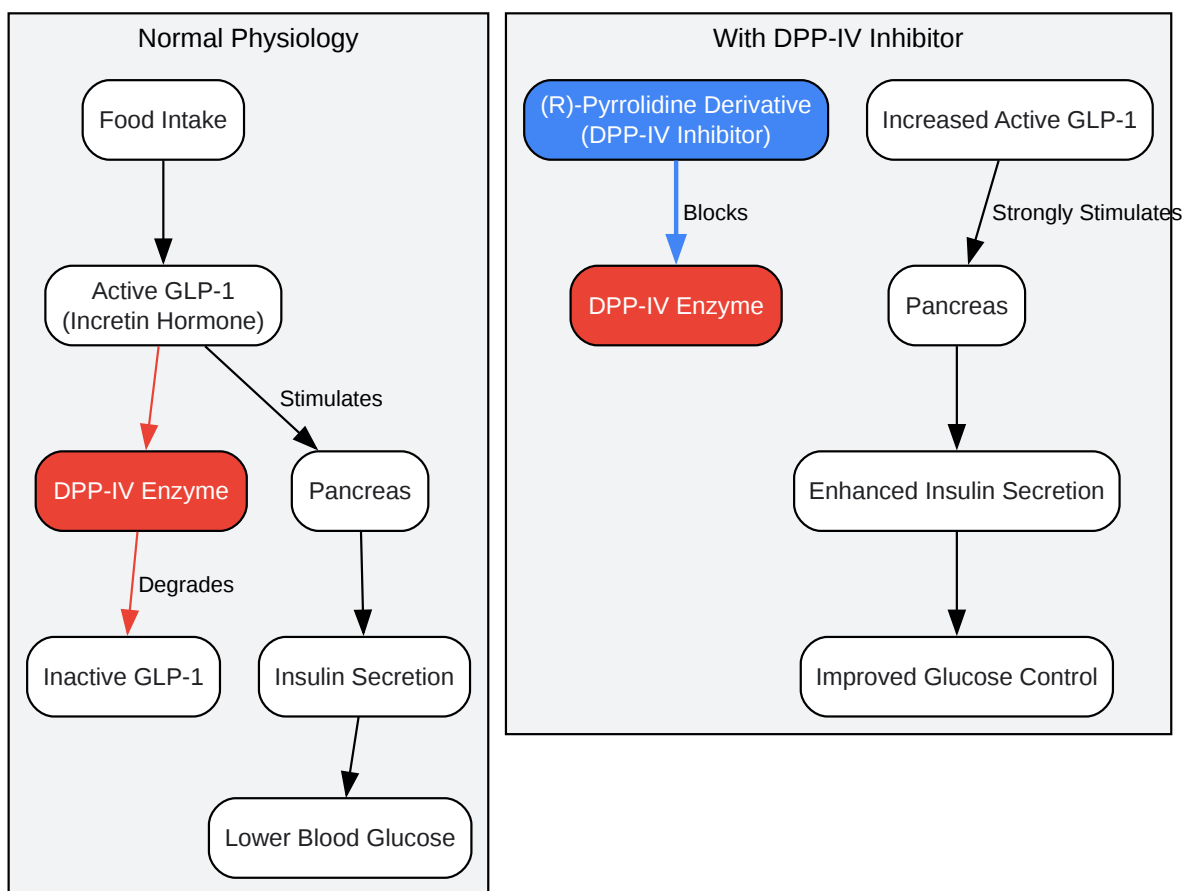 Normal Physiology
Food Intake
Active GLP-1
(Incretin Hormone)
Stimulates
DPP-IV Enzyme
Pancreas
Degrades
Inactive GLP-1
Insulin Secretion
Lower Blood Glucose
With DPP-IV Inhibitor
(R)-Pyrrolidine Derivative
(DPP-IV Inhibitor)
Increased Active GLP-1
Blocks
Strongly Stimulates
DPP-IV Enzyme
Pancreas
Enhanced Insulin Secretion
Improved Glucose Control